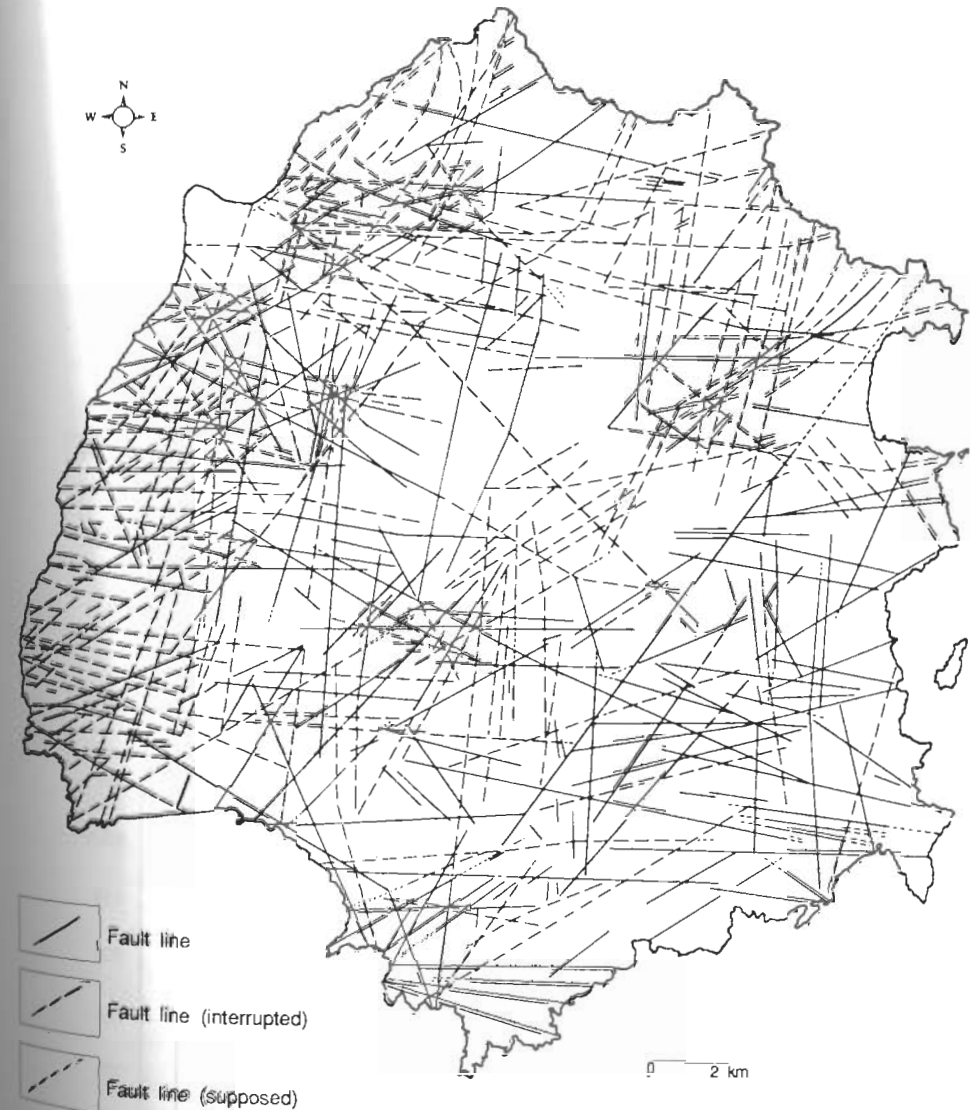 N
W E
S
Fault line
Fault line (interrupted)
Fault line (supposed)
0 2 km